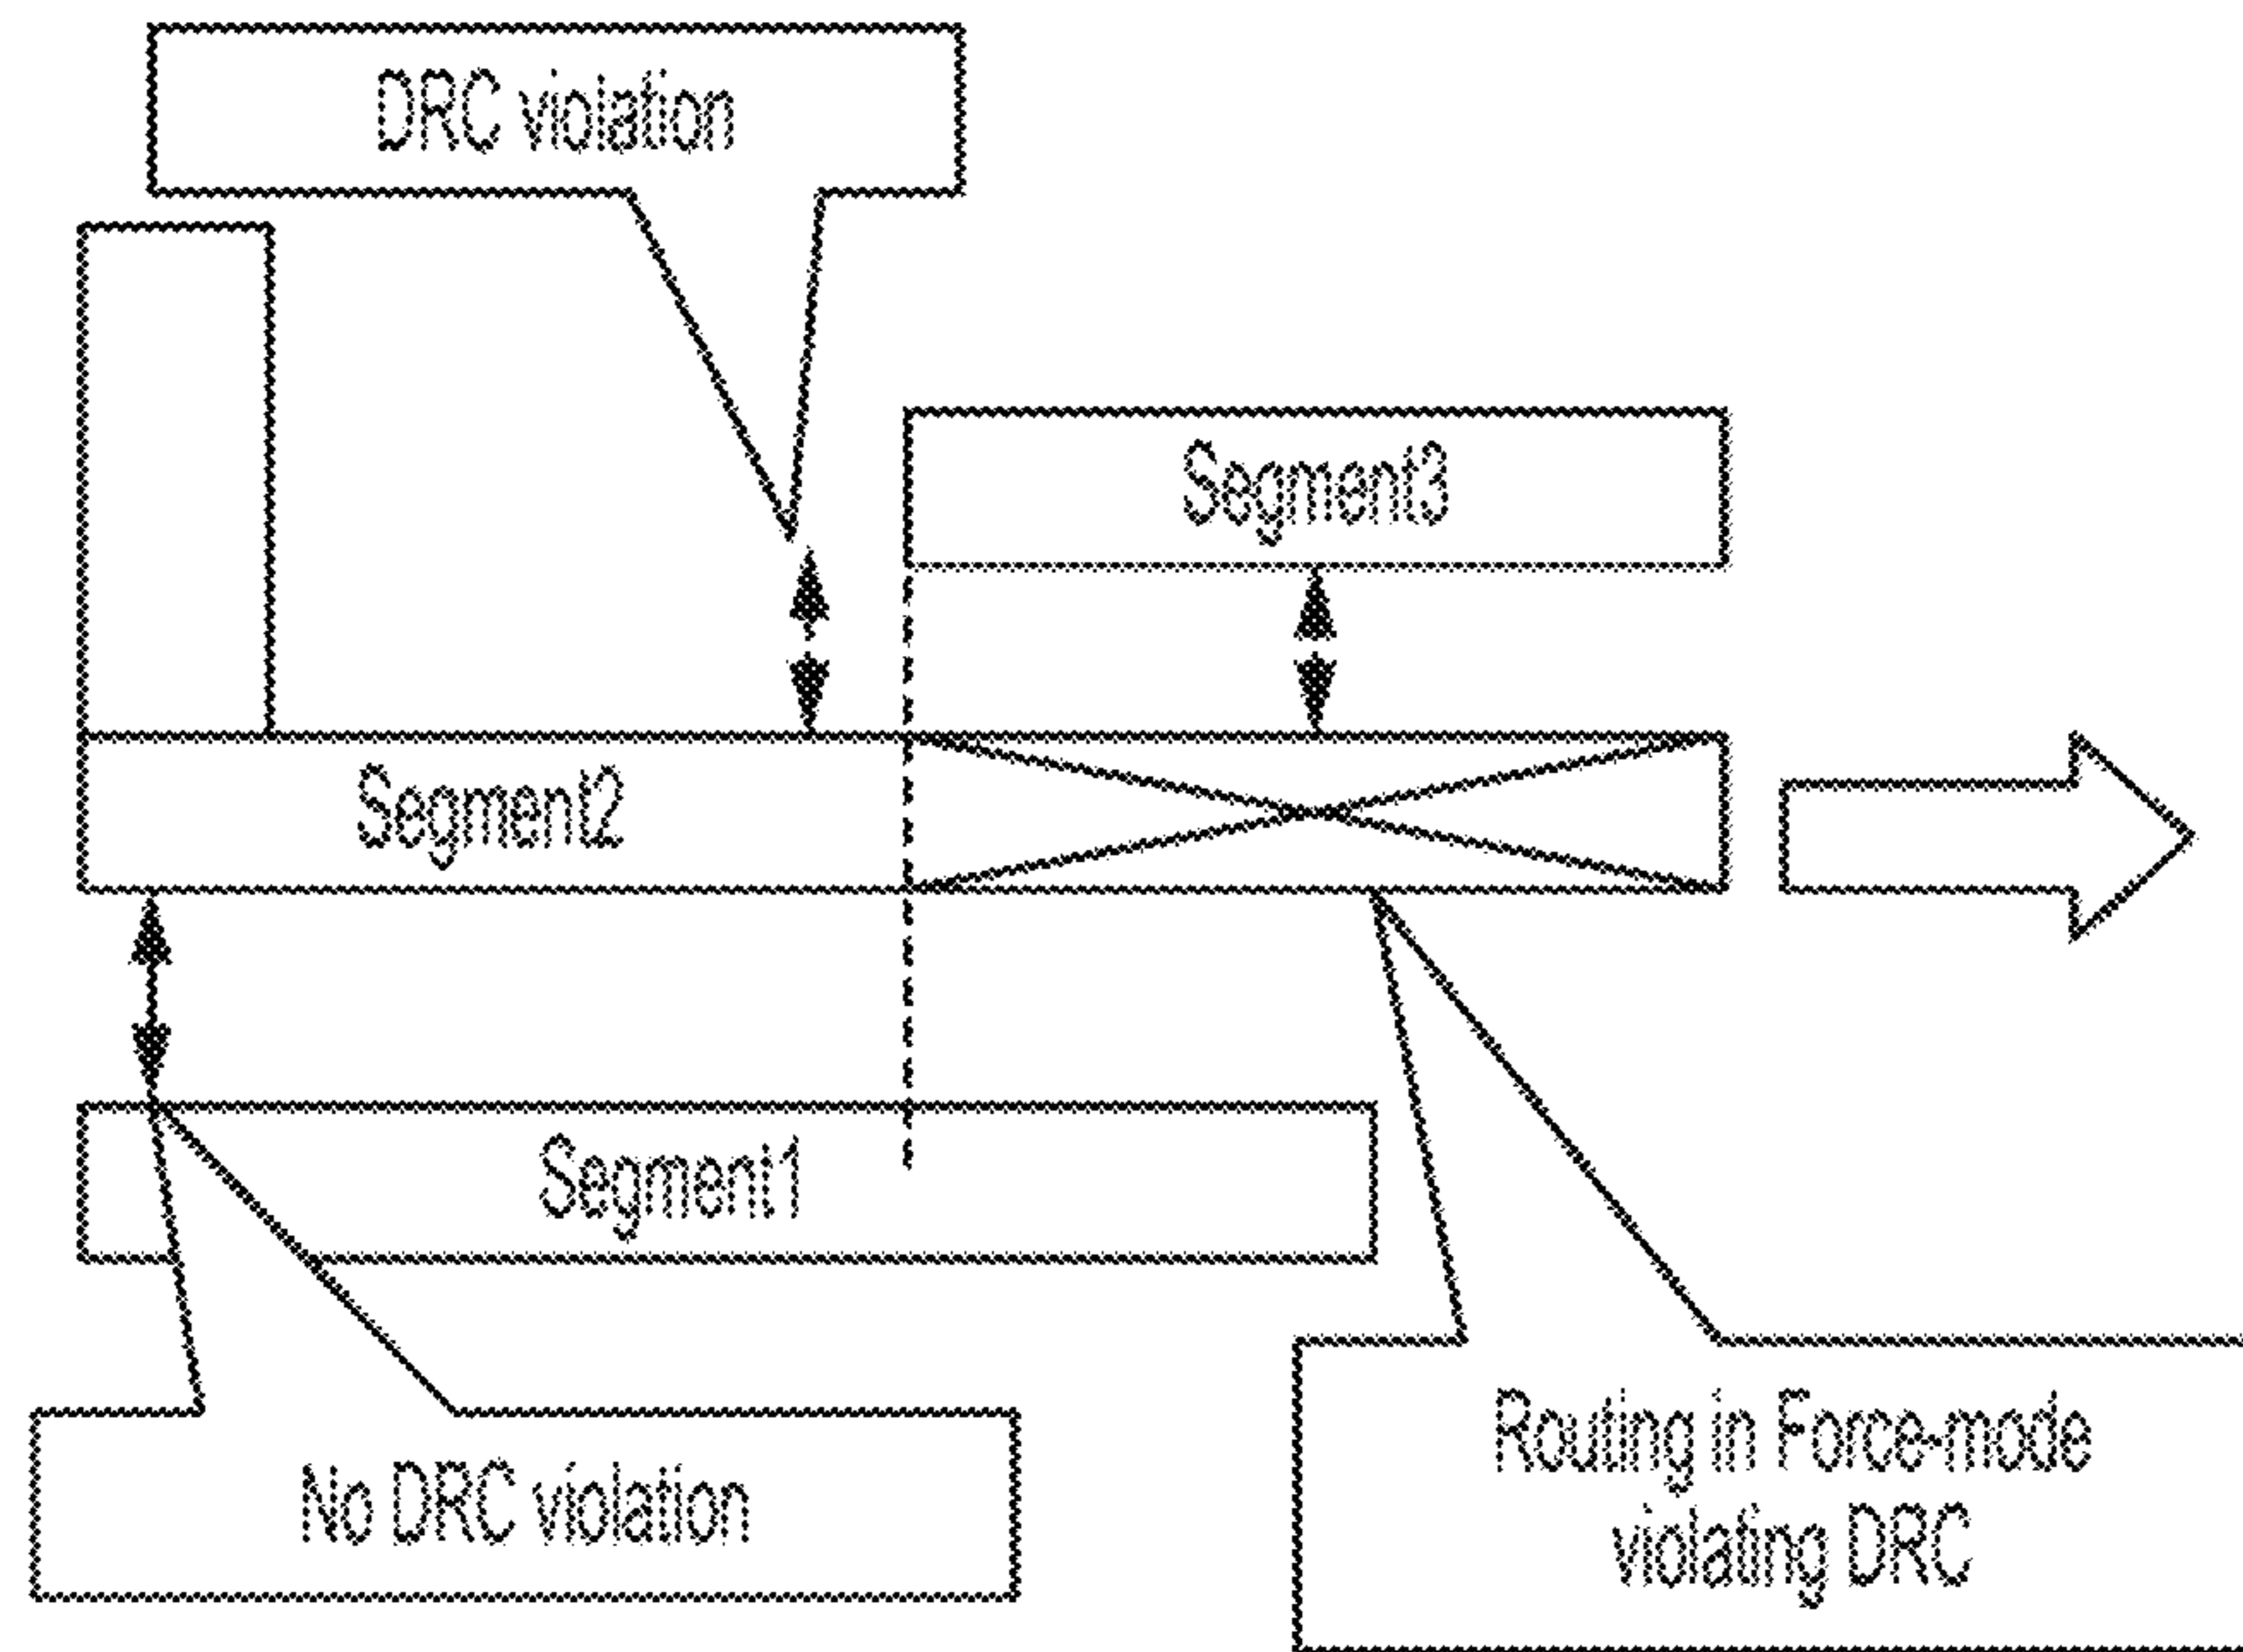 DRC violation
Segment3
Segment2
Segment1
No DRC violation
Routing in Force-mode
violating DRC